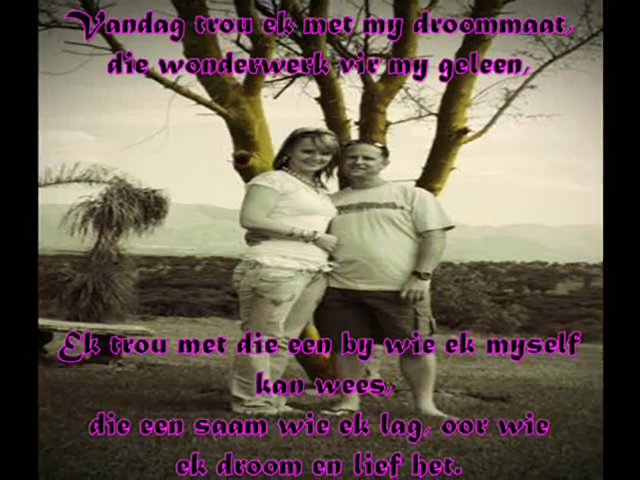 Vandag trou ek met my droommaat,
die wonderwerk vir my geleen,
Ek trou met die een by wie ek myself
kan wees,
die een saam wie ek lag, oor wie
ek droom en lief het.